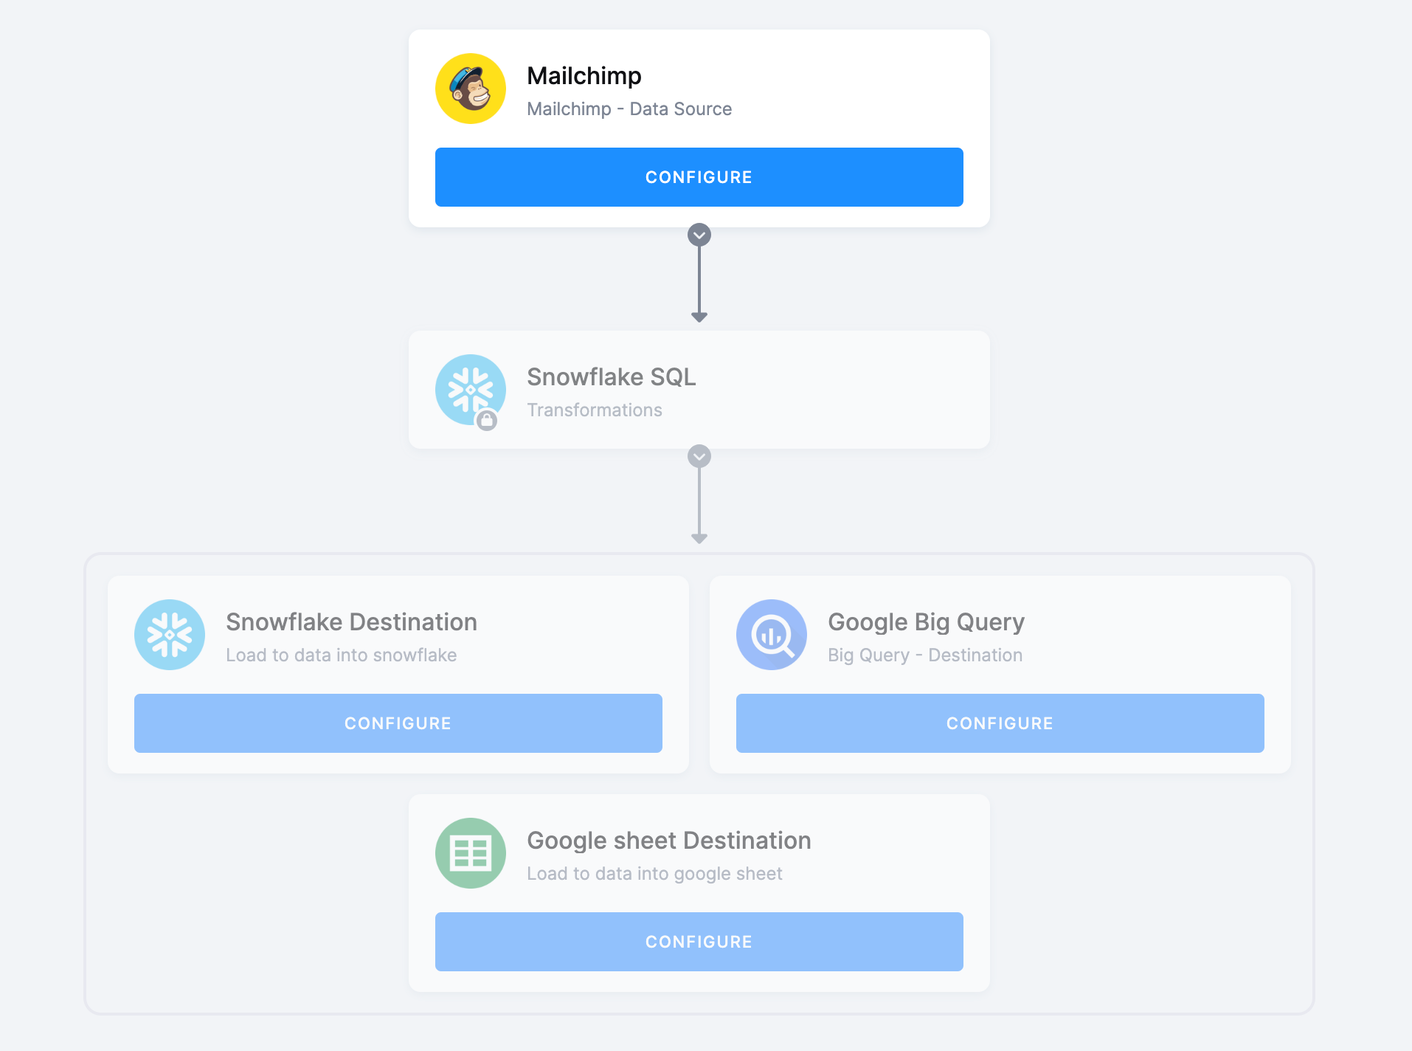 Mailchimp
Mailchimp - Data Source
CONFIGURE
Snowflake SQL
Transformations
Snowflake Destination
Load to data into snowflake
CONFIGURE
Google Big Query
Big Query - Destination
CONFIGURE
Google sheet Destination
Load to data into google sheet
CONFIGURE